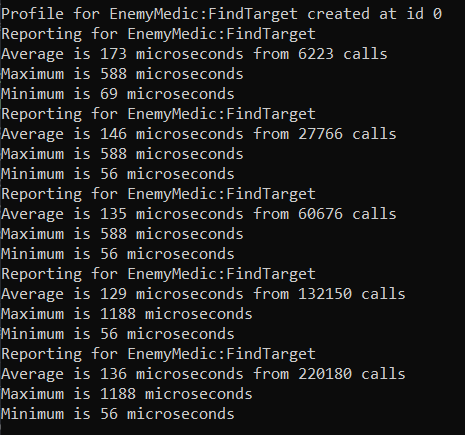 Profile for EnemyMedic:FindTarget created at id 0
Reporting for EnemyMedic:FindTarget
Average is 173 microseconds from 6223 calls
Maximum is 588 microseconds
Minimum is 69 microseconds
Reporting for EnemyMedic:FindTarget
Average is 146 microseconds from 27766 calls
Maximum is 588 microseconds
Minimum is 56 microseconds
Reporting for EnemyMedic:FindTarget
Average is 135 microseconds from 60676 calls
Maximum is 588 microseconds
Minimum is 56 microseconds
Reporting for EnemyMedic:FindTarget
Average is 129 microseconds from 132150 calls
Maximum is 1188 microseconds
Minimum is 56 microseconds
Reporting for EnemyMedic:FindTarget
Average is 136 microseconds from 220180 calls
Maximum is 1188 microseconds
Minimum is 56 microseconds